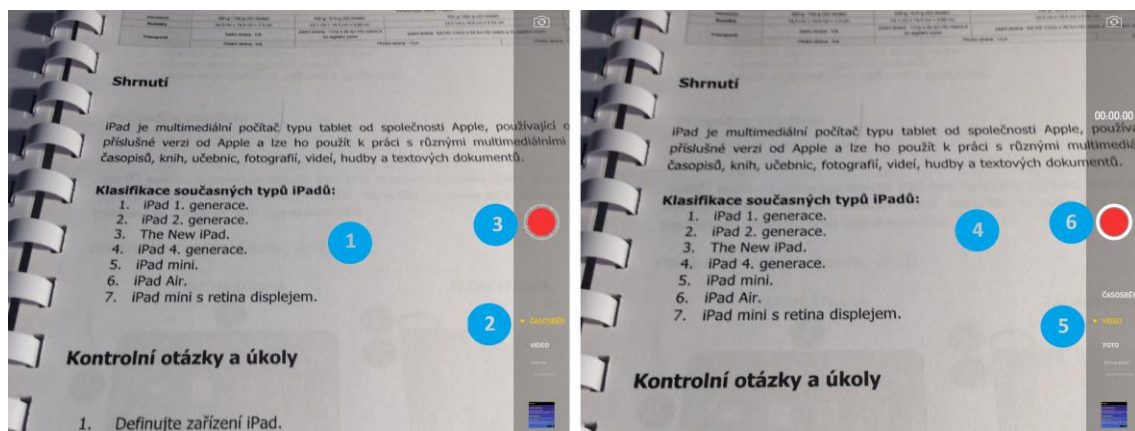 Shrnutí
iPad je multimediální počítač typu tablet od společnosti Apple, používající
příslušné verzi od Apple a lze ho použít k práci s různými multimediálními
časopisů, knih, učebnic, fotografií, videí, hudby a textových dokumentů.
Klasifikace současných typů iPadů:
1. iPad 1. generace.
2. iPad 2. generace.
3. The New iPad.
4. iPad 4. generace.
5. iPad mini.
6. iPad Air.
7. iPad mini s retina displejem.
Kontrolní otázky a úkoly
1. Definujte zařízení iPad.
1
3
2
ČASOSBĚR
VIDEO
Shrnutí
iPad je multimediální počítač typu tablet od společnosti Apple, používa
příslušné verzi od Apple a lze ho použít k práci s různými multimediá
časopisů, knih, učebnic, fotografií, videí, hudby a textových dokumentů.
Klasifikace současných typů iPadů:
1. iPad 1. generace.
2. iPad 2. generace.
3. The New iPad.
4. iPad 4. generace.
5. iPad mini.
6. iPad Air.
7. iPad mini s retina displejem.
Kontrolní otázky a úkoly
00:00:00
4
6
ČASOSBĚR
5
VIDEO
FOTO